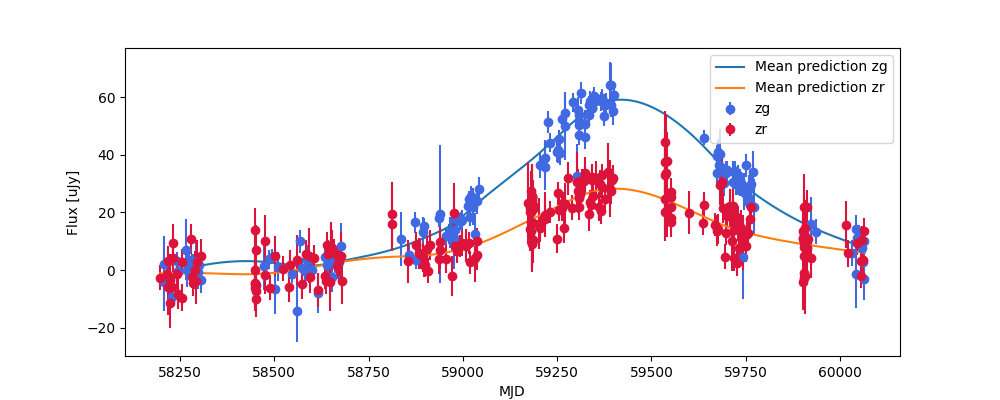 Mean prediction zg
Mean prediction zr
zg
zr
60
40
20
0
−20
Flux [uJy]
58250
58500
58750
59000
59250
59500
59750
60000
MJD